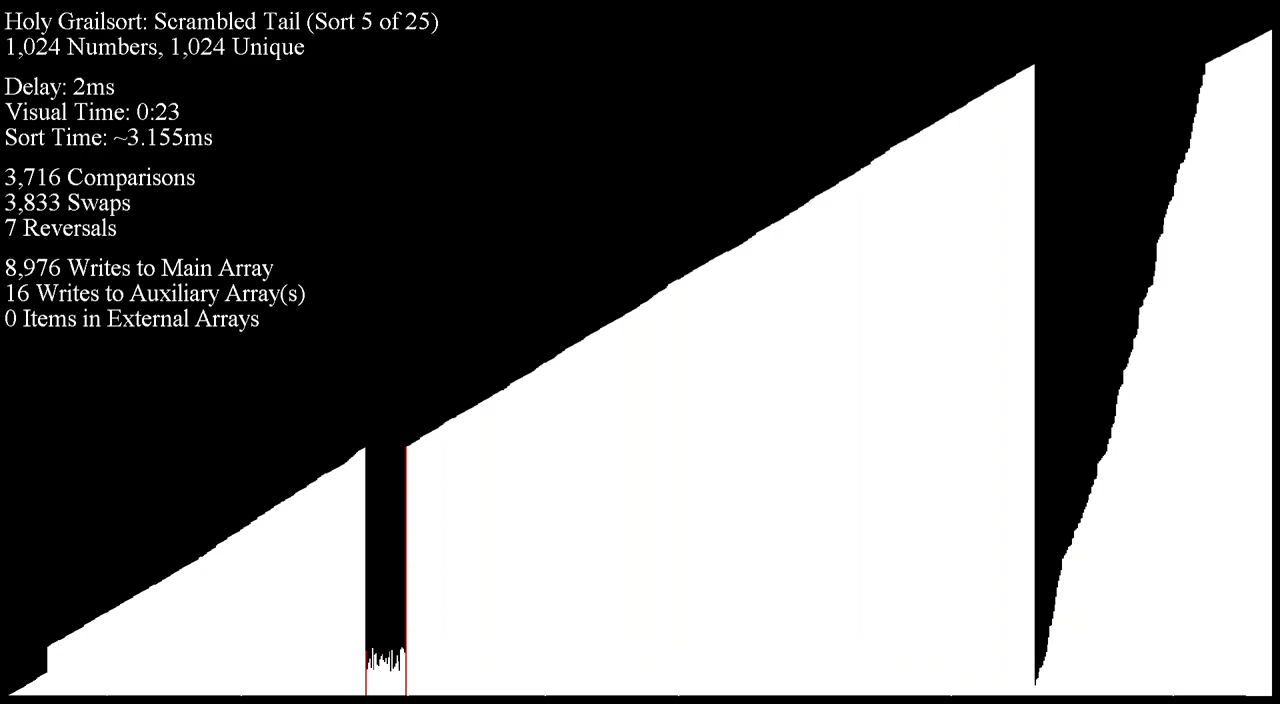 Holy Grailsort: Scrambled Tail (Sort 5 of 25)
1,024 Numbers, 1,024 Unique
Delay: 2ms
Visual Time: 0:23
Sort Time: ~3.155ms
3,716 Comparisons
3,833 Swaps
7 Reversals
8,976 Writes to Main Array
16 Writes to Auxiliary Array(s)
0 Items in External Arrays